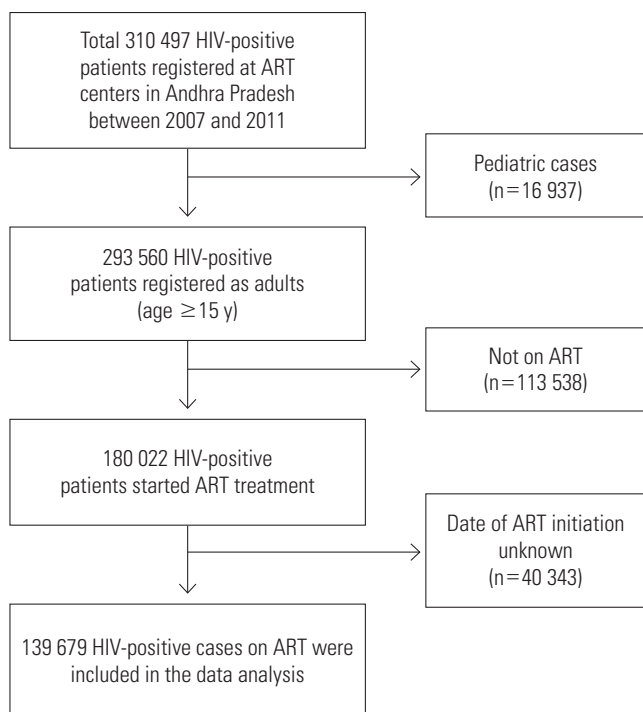 Total 310 497 HIV-positive
patients registered at ART
centers in Andhra Pradesh
between 2007 and 2011
Pediatric cases
(n=16 937)
293 560 HIV-positive
patients registered as adults
(age ≥15 y)
Not on ART
(n=113 538)
180 022 HIV-positive
patients started ART treatment
Date of ART initiation
unknown
(n=40 343)
139 679 HIV-positive cases on ART were
included in the data analysis